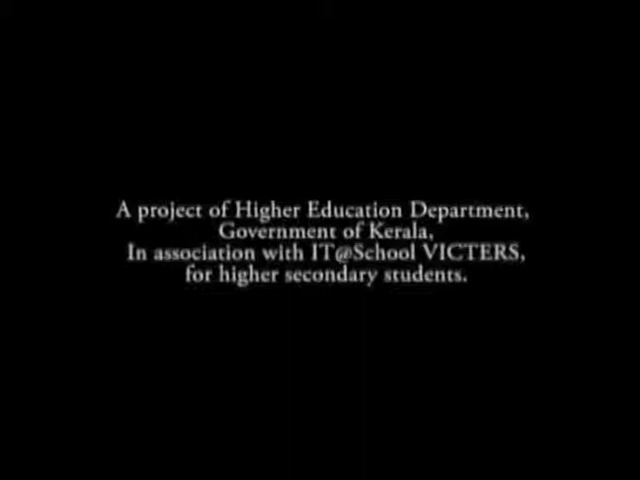 A project of Higher Education Department,
Government of Kerala,
In association with IT@School VICTERS,
for higher secondary students.